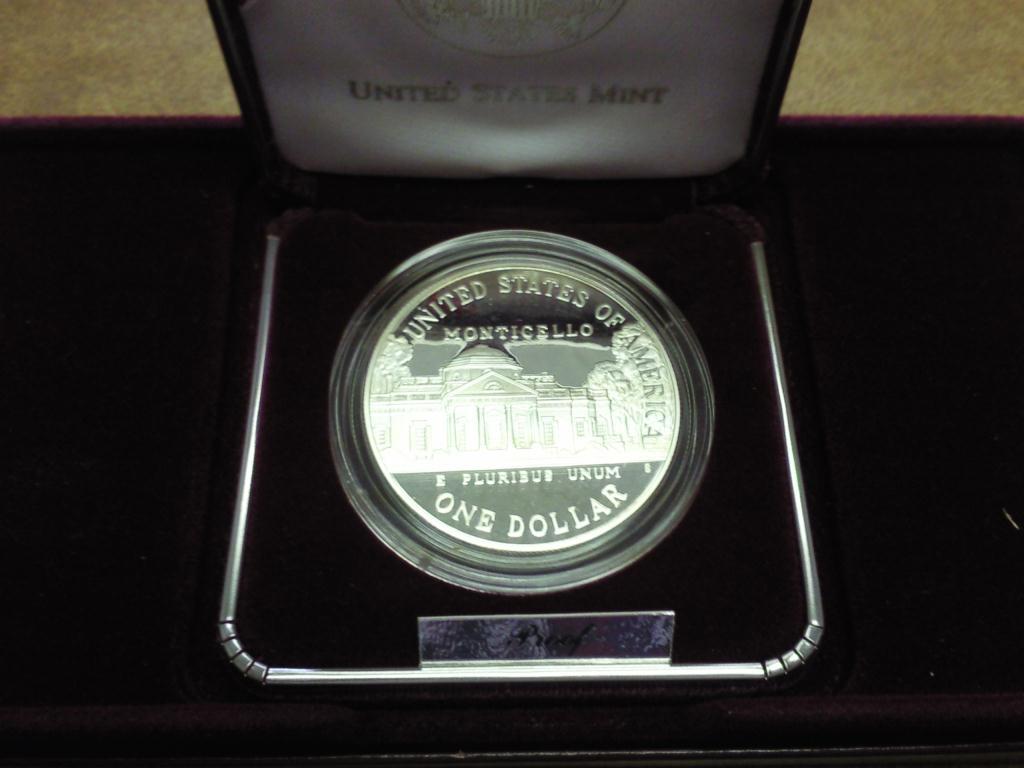 UNITED STATES MINT
UNITED STATES OF AMERICA
MONTICELLO
E PLURIBUS UNUM
S
ONE DOLLAR
Proof